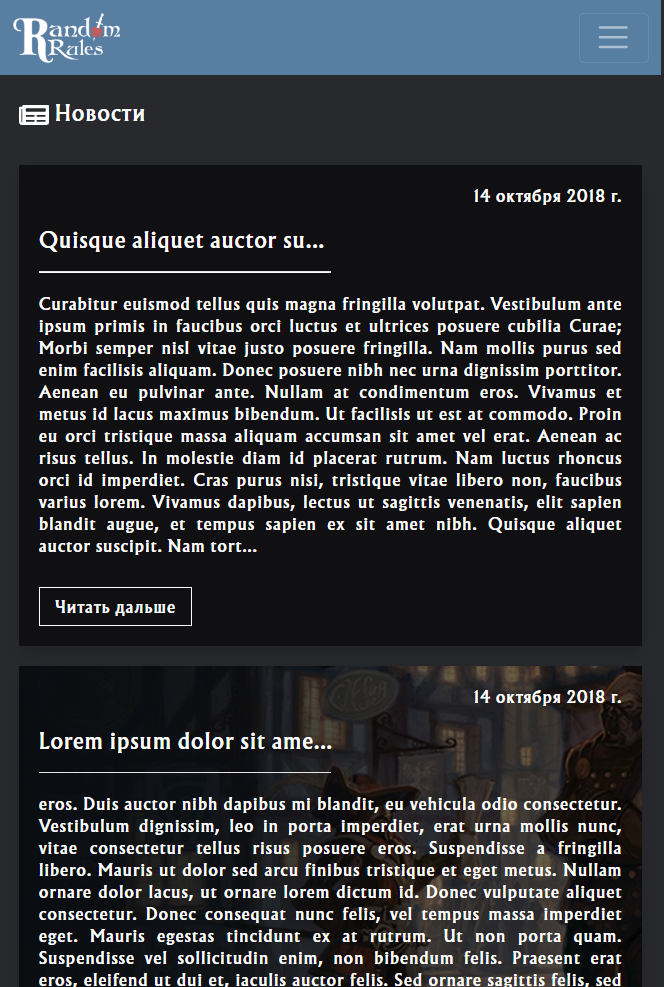 Random
Rules
Новости
14 октября 2018 г.
Quisque aliquet auctor su...
Curabitur euismod tellus quis magna fringilla volutpat. Vestibulum ante
ipsum primis in faucibus orci luctus et ultrices posuere cubilia Curae;
Morbi semper nisl vitae justo posuere fringilla. Nam mollis purus sed
enim facilisis aliquam. Donec posuere nibh nec urna dignissim porttitor.
Aenean eu pulvinar ante. Nullam at condimentum eros. Vivamus et
metus id lacus maximus bibendum. Ut facilisis ut est at commodo. Proin
eu orci tristique massa aliquam accumsan sit amet vel erat. Aenean ac
risus tellus. In molestie diam id placerat rutrum. Nam luctus rhoncus
orci id imperdiet. Cras purus nisi, tristique vitae libero non, faucibus
varius lorem. Vivamus dapibus, lectus ut sagittis venenatis, elit sapien
blandit augue, et tempus sapien ex sit amet nibh. Quisque aliquet
auctor suscipit. Nam tort...
Читать дальше
14 октября 2018 г.
Lorem ipsum dolor sit ame...
eros. Duis auctor nibh dapibus mi blandit, eu vehicula odio consectetur.
Vestibulum dignissim, leo in porta imperdiet, erat urna mollis nunc,
vitae consectetur tellus risus posuere eros. Suspendisse a fringilla
libero. Mauris ut dolor sed arcu finibus tristique et eget metus. Nullam
ornare dolor lacus, ut ornare lorem dictum id. Donec vulputate aliquet
consectetur. Donec consequat nunc felis, vel tempus massa imperdiet
eget. Mauris egestas tincidunt ex at rutrum. Ut non porta quam.
Suspendisse vel sollicitudin enim, non bibendum felis. Praesent erat
eros, eleifend ut dui et, iaculis auctor felis. Sed ornare sagittis felis, sed